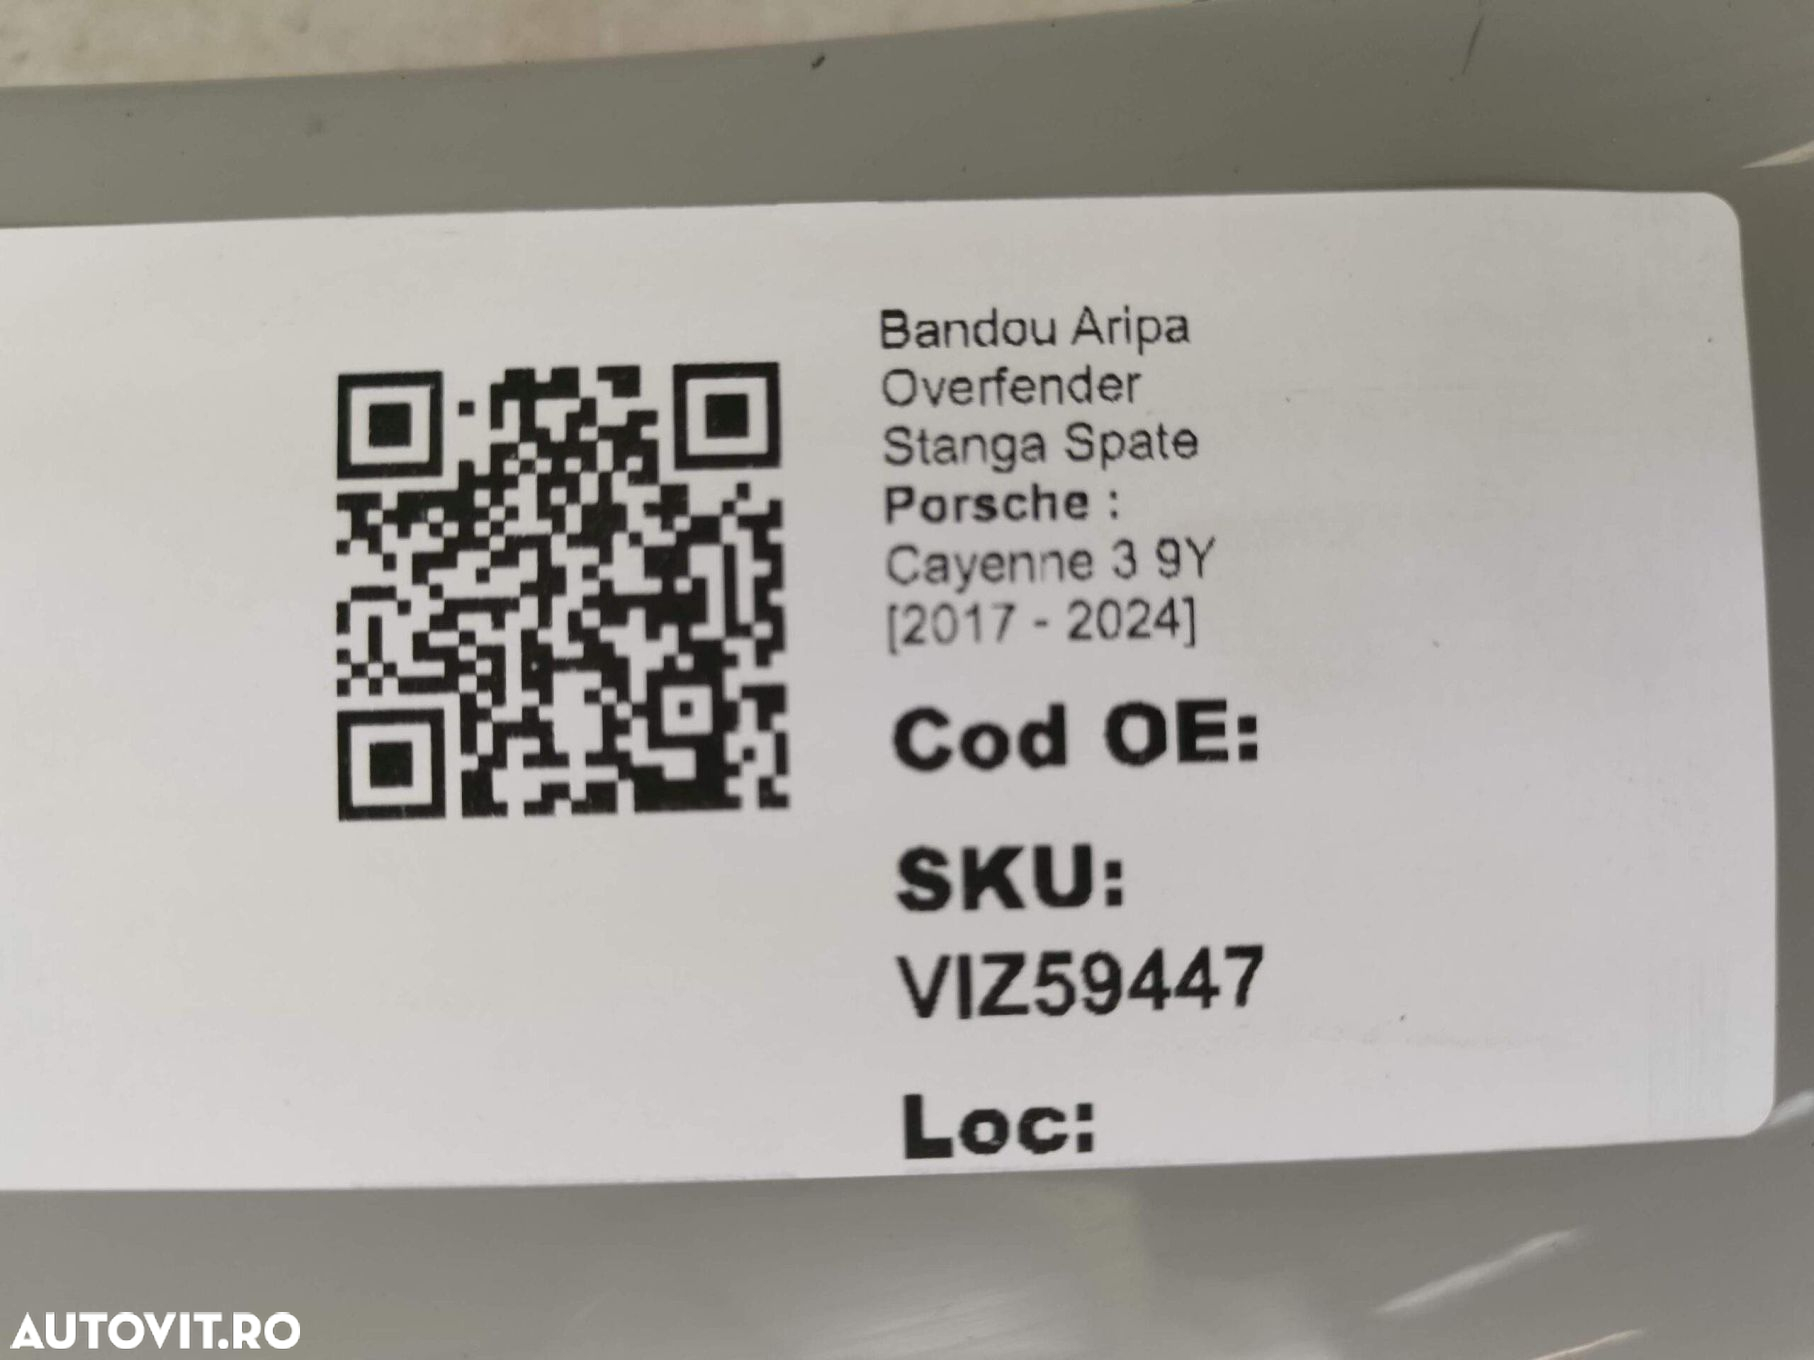 Bandou Aripa
Overfender
Stanga Spate
Porsche :
Cayenne 3 9Y
[2017 - 2024]
Cod OE:
SKU:
VIZ59447
Loc:
AUTOVIT.RO